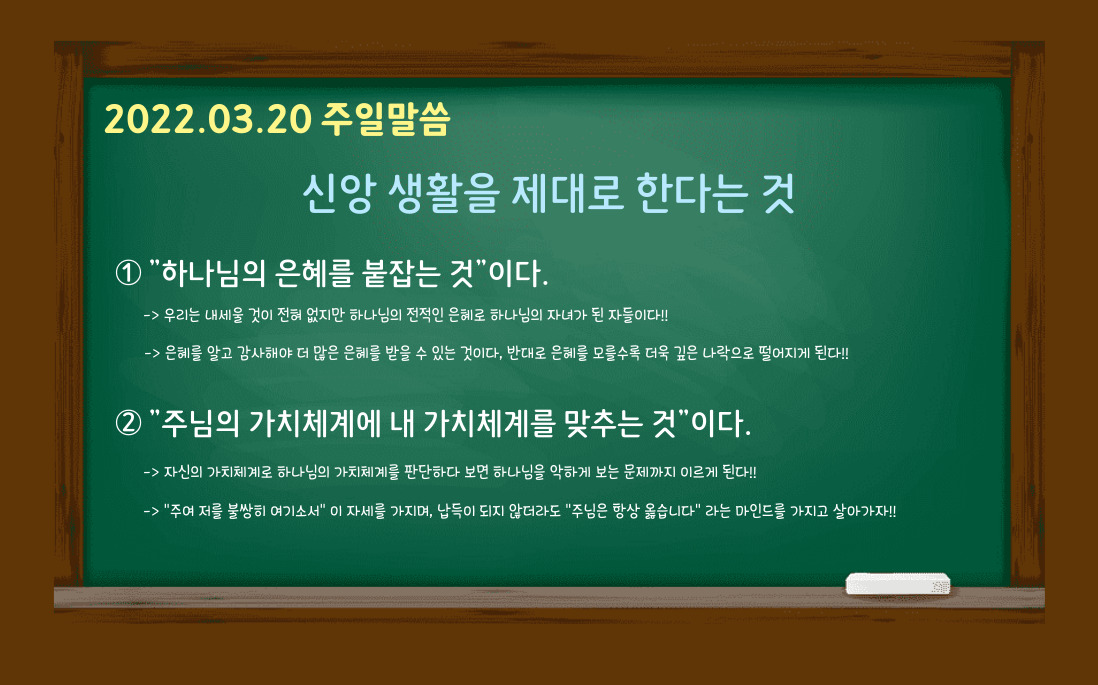 2022.03.20 주일말씀
신앙 생활을 제대로 한다는 것
① "하나님의 은혜를 붙잡는 것"이다.
-> 우리는 내세울 것이 전혀 없지만 하나님의 전적인 은혜로 하나님의 자녀가 된 자들이다!!
-> 은혜를 알고 감사해야 더 많은 은혜를 받을 수 있는 것이다, 반대로 은혜를 모를수록 더욱 깊은 나락으로 떨어지게 된다!!
② "주님의 가치체계에 내 가치체계를 맞추는 것"이다.
-> 자신의 가치체계로 하나님의 가치체계를 판단하다 보면 하나님을 악하게 보는 문제까지 이르게 된다!!
-> "주여 저를 불쌍히 여기소서" 이 자세를 가지며, 납득이 되지 않더라도 "주님은 항상 옳습니다" 라는 마인드를 가지고 살아가자!!